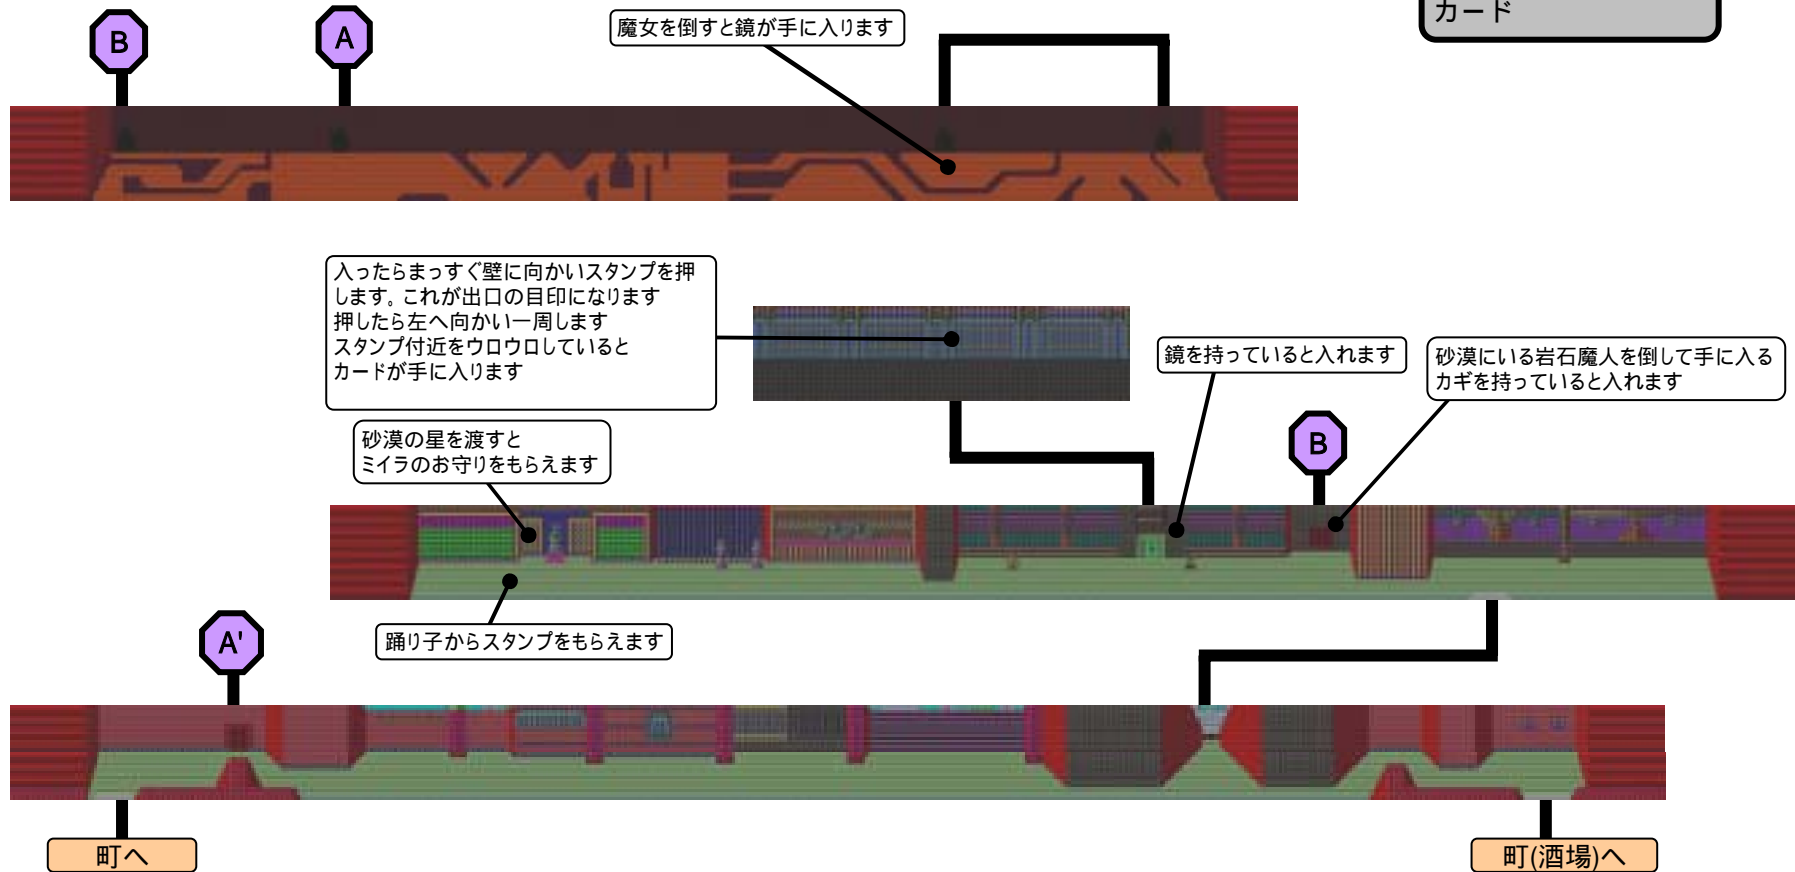 カード
B
A
魔女を倒すと鏡が手に入ります
入ったらまっすぐ壁に向かいスタンプを押
します。これが出口の目印になります
押したら左へ向かい一周します
スタンプ付近をウロウロしていると
カードが手に入ります
鏡を持っていると入れます
砂漠にいる岩石魔人を倒して手に入る
カギを持っていると入れます
砂漠の星を渡すと
ミイラのお守りをもらえます
B
踊り子からスタンプをもらえます
A'
町へ
町(酒場)へ